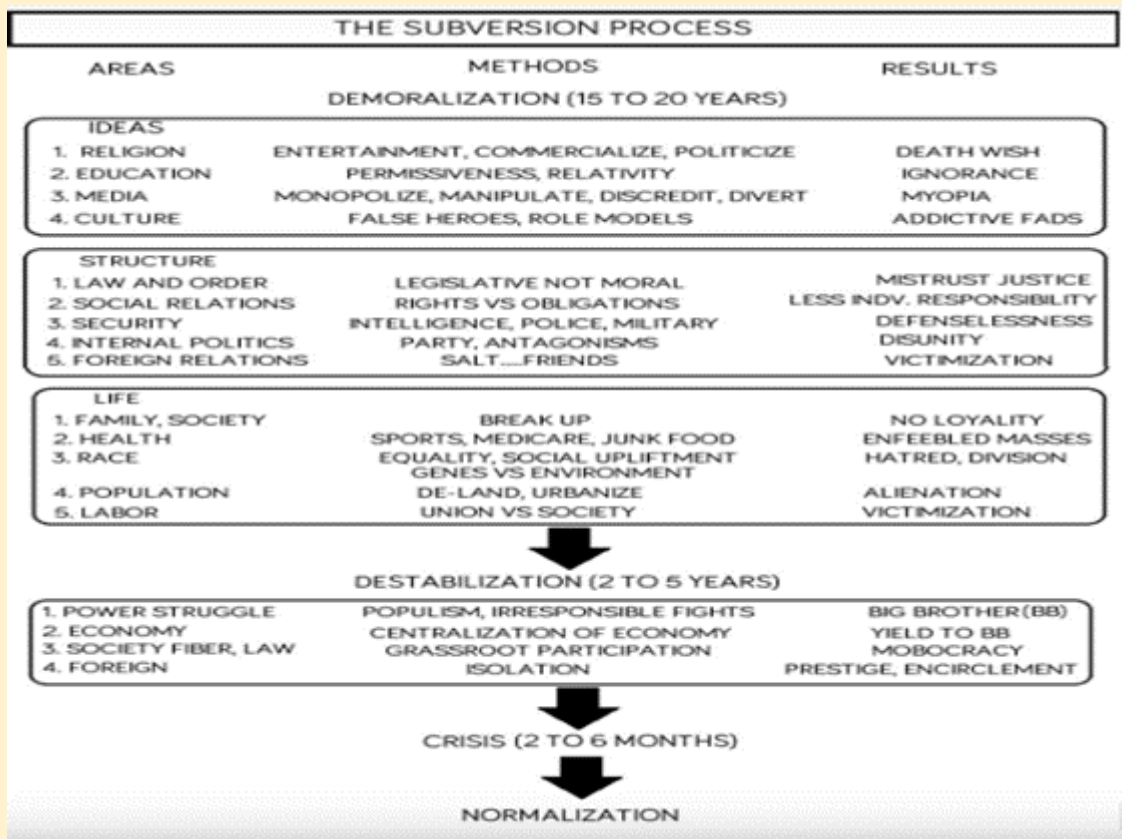 THE SUBVERSION PROCESS
AREAS METHODS RESULTS
DEMORALIZATION (15 TO 20 YEARS)
IDEAS
1. RELIGION ENTERTAINMENT, COMMERCIALIZE, POLITICIZE DEATH WISH
2. EDUCATION PERMISSIVENESS, RELATIVITY IGNORANCE
3. MEDIA MONOPOLIZE, MANIPULATE, DISCREDIT, DIVERT MYOPIA
4. CULTURE FALSE HEROES, ROLE MODELS ADDICTIVE FADS
STRUCTURE
1. LAW AND ORDER LEGISLATIVE NOT MORAL MISTRUST JUSTICE
2. SOCIAL RELATIONS RIGHTS VS OBLIGATIONS LESS INDV. RESPONSIBILITY
3. SECURITY INTELLIGENCE, POLICE, MILITARY DEFENSELESSNESS
4. INTERNAL POLITICS PARTY, ANTAGONISMS DISUNITY
5. FOREIGN RELATIONS SALT.....FRIENDS VICTIMIZATION
LIFE
1. FAMILY, SOCIETY BREAK UP NO LOYALITY
2. HEALTH SPORTS, MEDICARE, JUNK FOOD ENFEEBLED MASSES
3. RACE EQUALITY, SOCIAL UPLIFTMENT HATRED, DIVISION
GENES VS ENVIRONMENT
4. POPULATION DE-LAND, URBANIZE ALIENATION
5. LABOR UNION VS SOCIETY VICTIMIZATION
DESTABILIZATION (2 TO 5 YEARS)
1. POWER STRUGGLE POPULISM, IRRESPONSIBLE FIGHTS BIG BROTHER (BB)
2. ECONOMY CENTRALIZATION OF ECONOMY YIELD TO BB
3. SOCIETY FIBER, LAW GRASSROOT PARTICIPATION MOBOCRACY
4. FOREIGN ISOLATION PRESTIGE, ENCIRCLEMENT
CRISIS (2 TO 6 MONTHS)
NORMALIZATION